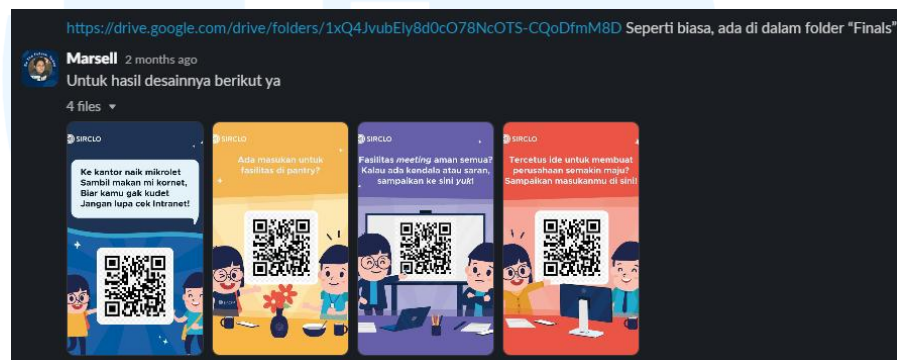 https://drive.google.com/drive/folders/1xQ4JvubEly8d0cO78NcOTS-CQoDfmM8D Seperti biasa, ada di dalam folder “Finals”
Marsell 2 months ago
Untuk hasil desainnya berikut ya
4 files
SIRCLO
Ke kantor naik mikrolet
Sambil makan mi kornet,
Biar kamu gak kudet
Jangan lupa cek Intranet!
SIRCLO
Ada masukan untuk
fasilitas di pantry?
SIRCLO
Fasilitas meeting aman semua?
Kalau ada kendala atau saran,
sampaikan ke sini yuk!
SIRCLO
Tercetus ide untuk membuat
perusahaan semakin maju?
Sampaikan masukanmu di sini!